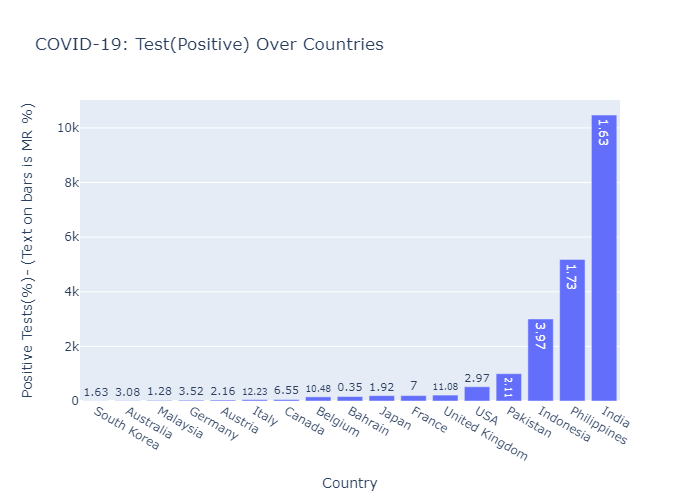 COVID-19: Test(Positive) Over Countries
Positive Tests(%)- (Text on bars is MR %)
10k
8k
6k
4k
2k
0
1.63 3.08 1.28 3.52 2.16 12.23 6.55 10.48 0.35 1.92 7 11.08 2.97 2.11 3.97 1.73 1.63
South Korea
Australia
Malaysia
Germany
Austria
Italy
Canada
Belgium
Bahrain
Japan
France
United Kingdom
USA
Pakistan
Indonesia
Philippines
India
Country